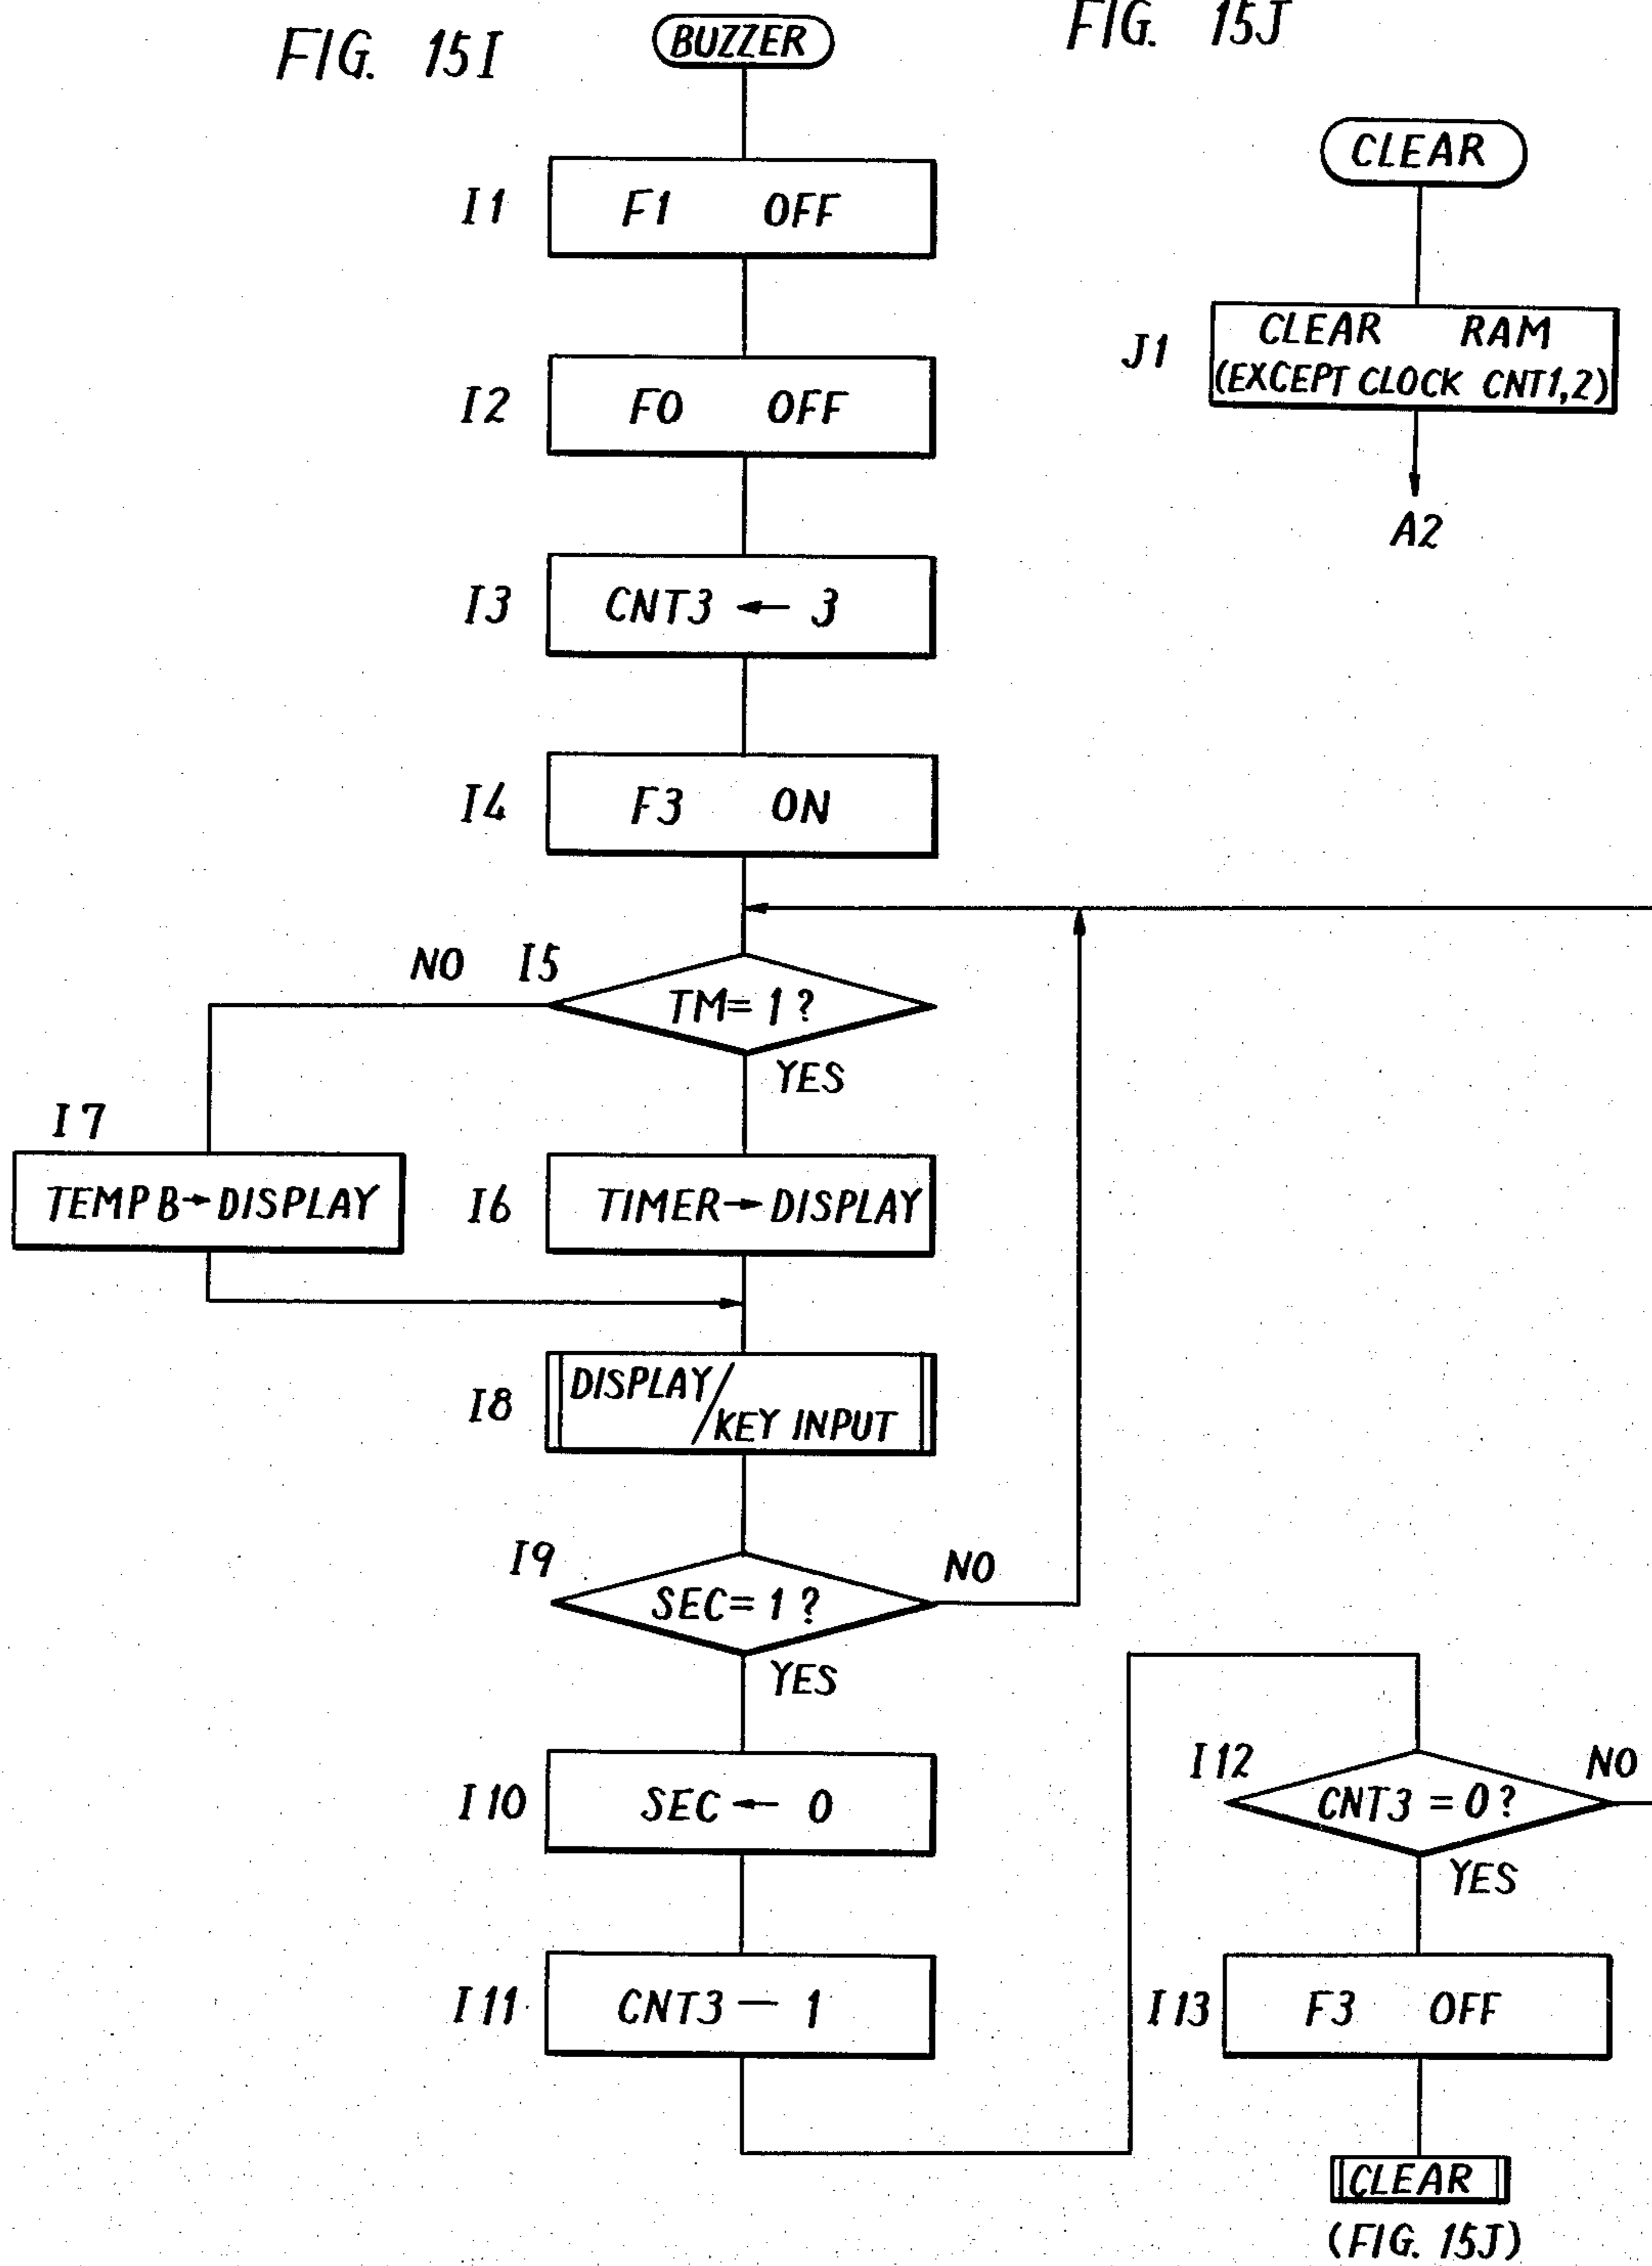 FIG. 15I
BUZZER
I1
F1 OFF
I2
F0 OFF
I3
CNT3 ← 3
I4
F3 ON
NO
I5
TM= 1 ?
YES
I7
TEMP B→DISPLAY
I6
TIMER→DISPLAY
I8
DISPLAY/
KEY INPUT
I9
SEC= 1 ?
NO
YES
I10
SEC ← 0
I11
CNT3 — 1
I12
CNT3 =0 ?
NO
YES
I13
F3 OFF
CLEAR
(FIG. 15J)
FIG. 15J
CLEAR
J1
CLEAR RAM
(EXCEPT CLOCK CNT1,2)
A2